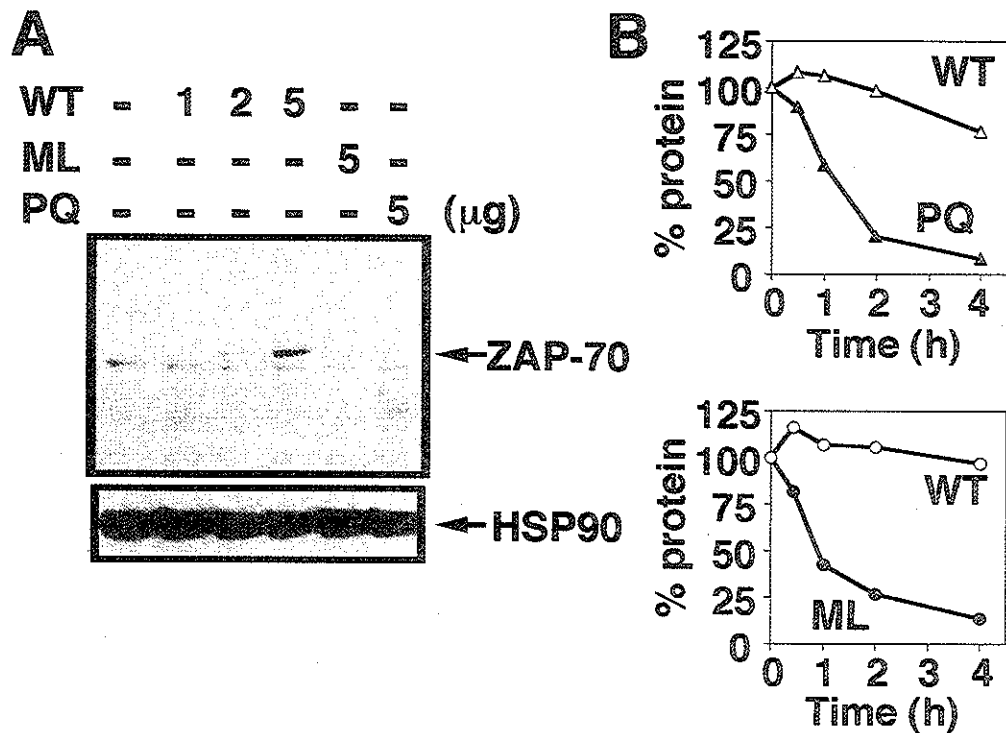 A
WT - 1 2 5 - -
ML - - - - 5 -
PQ - - - - - 5 (μg)
ZAP-70
HSP90
B
125
100
75
50
25
0
% protein
WT
PQ
0 1 2 3 4
Time (h)
125
100
75
50
25
0
% protein
WT
ML
0 1 2 3 4
Time (h)